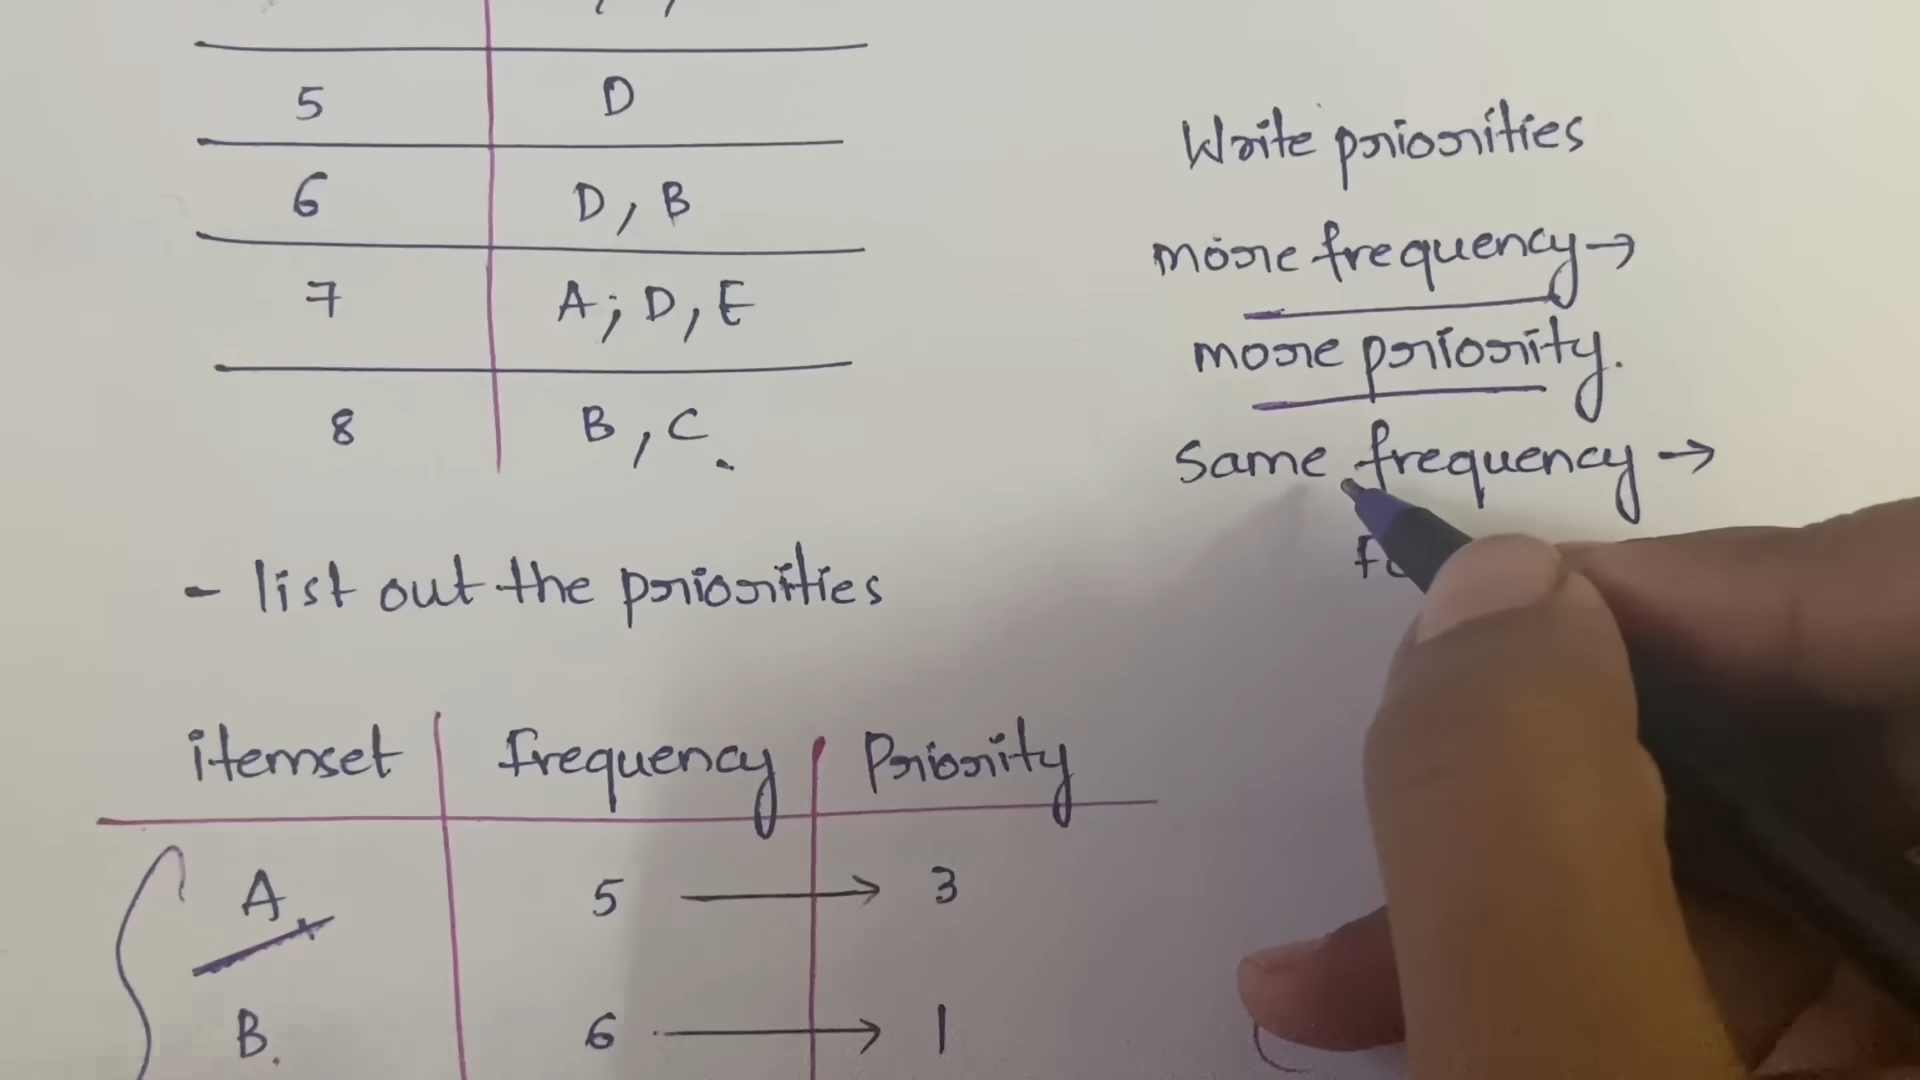 5 D
6 D, B
7 A; D, E
8 B, C.
Write priorities
more frequency →
more priority.
Same frequency →
- list out the priorities
itemset frequency Priority
A 5 → 3
B. 6 → 1